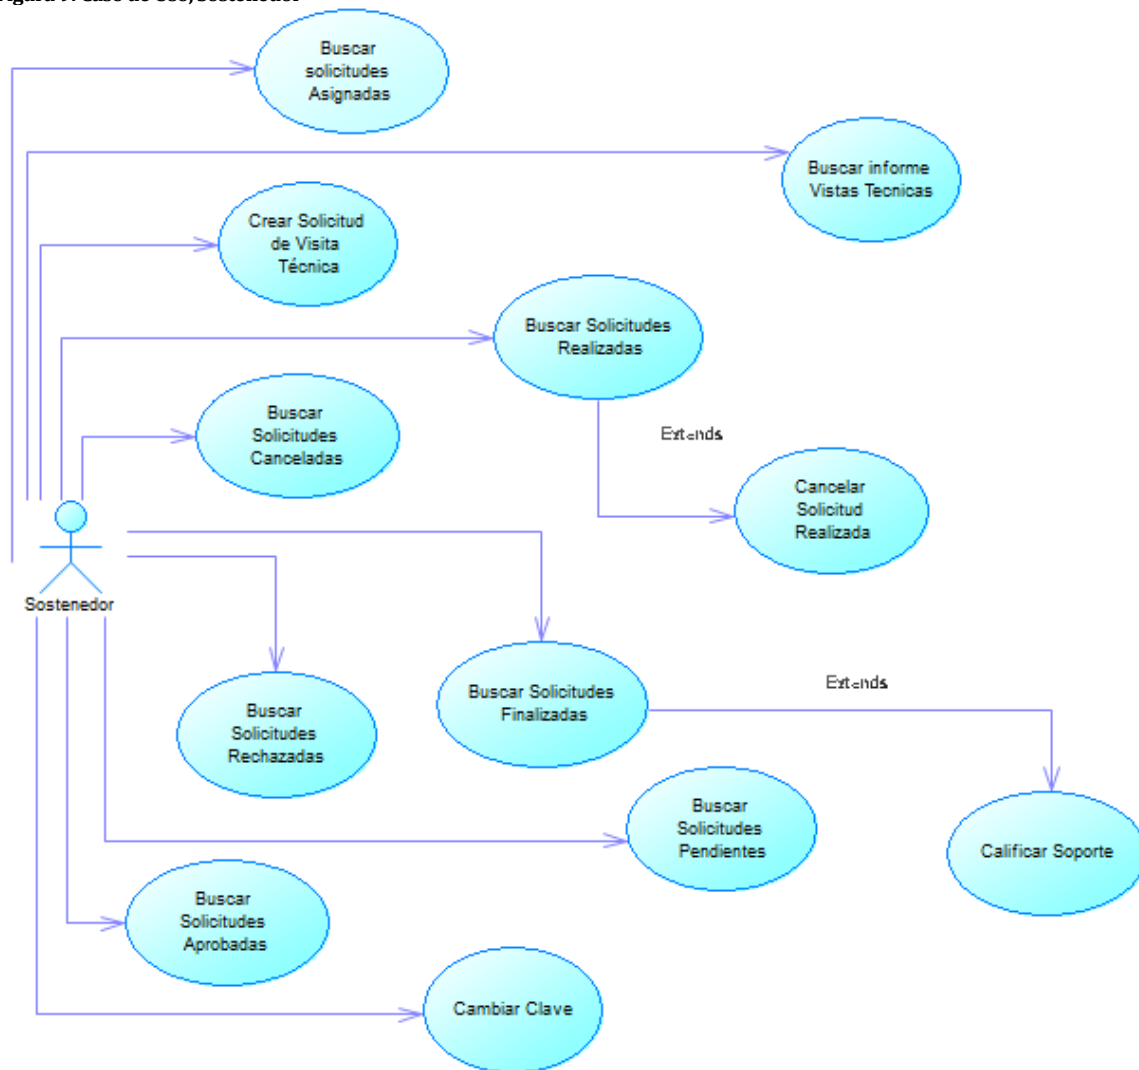 Buscar
solicitudes
Asignadas
Buscar informe
Vistas Tecnicas
Crear Solicitud
de Visita
Técnica
Buscar Solicitudes
Realizadas
Buscar
Solicitudes
Canceladas
Extends
Cancelar
Solicitud
Realizada
Sostenedor
Buscar Solicitudes
Finalizadas
Extends
Buscar
Solicitudes
Rechazadas
Buscar
Solicitudes
Pendientes
Calificar Soporte
Buscar
Solicitudes
Aprobadas
Cambiar Clave